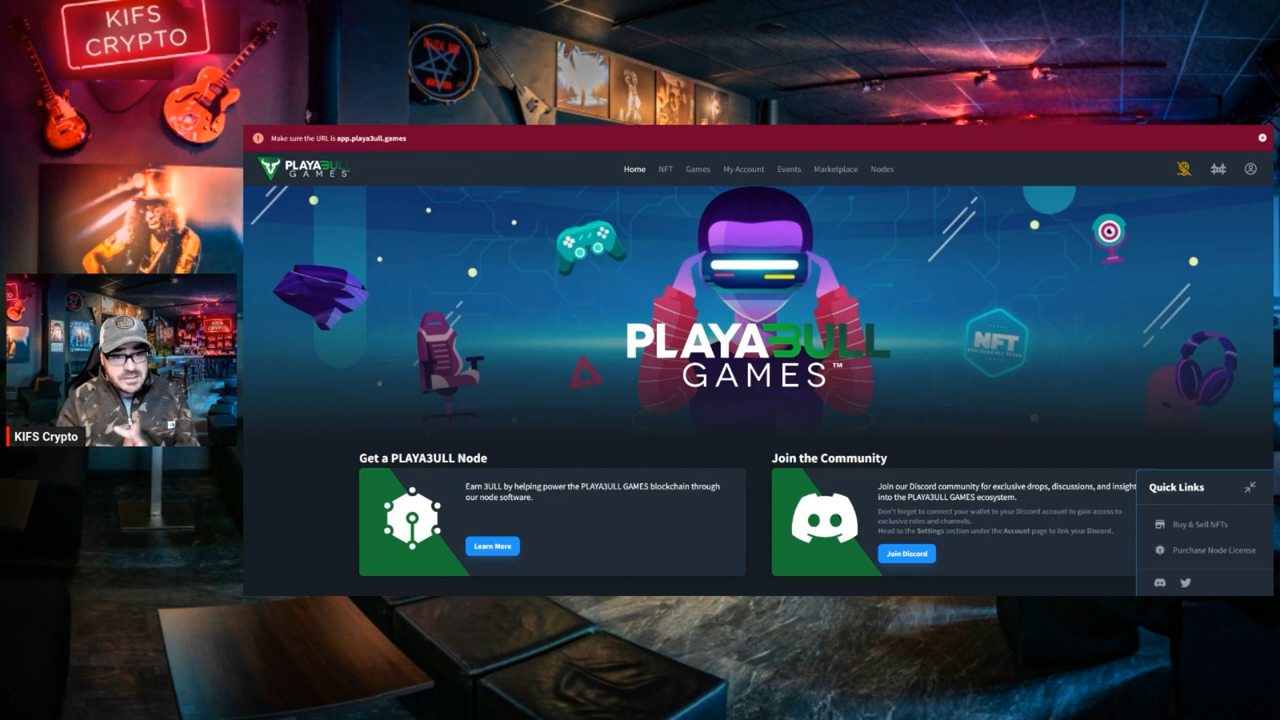 KIFS
CRYPTO
Make sure the URL is app.playa3ull.games
PLAYA3ULL
GAMES
Home NFT Games My Account Events Marketplace Nodes
PLAYA3ULL
GAMES™
NFT
KIFS Crypto
Get a PLAYA3ULL Node
Earn 3ULL by helping power the PLAYA3ULL GAMES blockchain through
our node software.
Learn More
Join the Community
Join our Discord community for exclusive drops, discussions, and insight
into the PLAYA3ULL GAMES ecosystem.
Don't forget to connect your wallet to your Discord account to gain access to
exclusive roles and channels.
Head to the Settings section under the Account page to link your Discord.
Join Discord
Quick Links
Buy & Sell NFTs
Purchase Node License